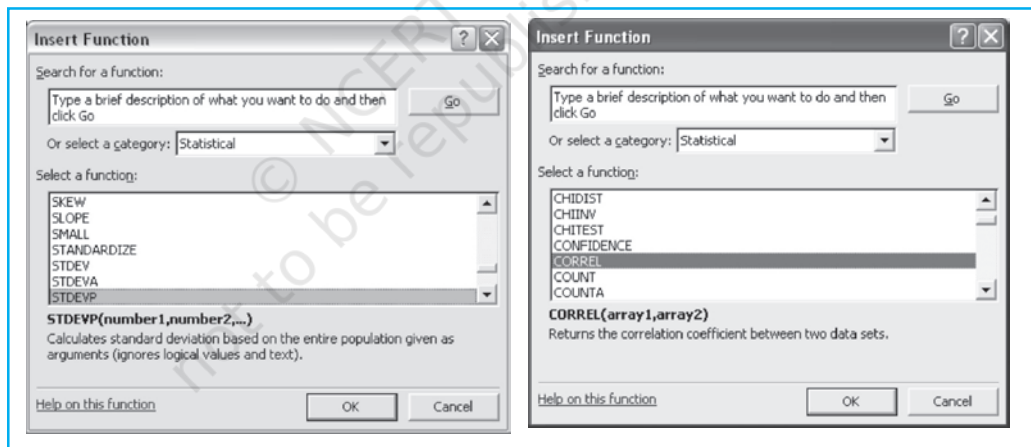 Insert Function
Search for a function:
Type a brief description of what you want to do and then
click Go
Go
Or select a category: Statistical
Select a function:
SKEW
SLOPE
SMALL
STANDARDIZE
STDEV
STDEVA
STDEVP
STDEVP(number1,number2,...)
Calculates standard deviation based on the entire population given as
arguments (ignores logical values and text).
Help on this function
OK
Cancel
Insert Function
Search for a function:
Type a brief description of what you want to do and then
click Go
Go
Or select a category: Statistical
Select a function:
CHIDIST
CHIINV
CHITEST
CONFIDENCE
CORREL
COUNT
COUNTA
CORREL(array1,array2)
Returns the correlation coefficient between two data sets.
Help on this function
OK
Cancel
© NCERT
not to be republis